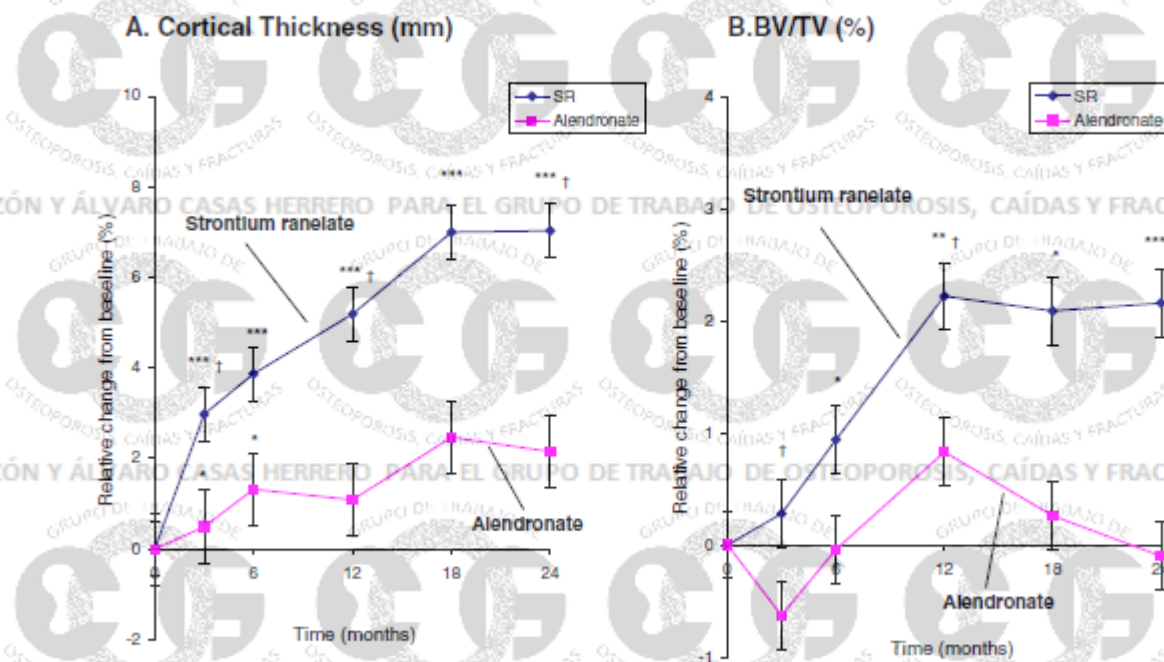 A. Cortical Thickness (mm)
B.BV/TV (%)
10
8
6
4
2
0
-2
Relative change from baseline (%)
SR
Alendronate
Strontium ranelate
Alendronate
*** †
***
*** †
***
*** †
*
*
0
6
12
18
24
Time (months)
4
3
2
1
0
-1
Relative change from baseline (%)
SR
Alendronate
Strontium ranelate
Alendronate
†
*
** †
*
***
0
6
12
18
Time (months)
ZÓN Y ÁLVARO CASAS HERRERO PARA EL GRUPO DE TRABAJO DE OSTEOPOROSIS, CAÍDAS Y FRAC
ZÓN Y ÁLVARO CASAS HERRERO PARA EL GRUPO DE TRABAJO DE OSTEOPOROSIS, CAÍDAS Y FRAC
GRUPO DE TRABAJO DE
OSTEOPOROSIS, CAÍDAS Y FRACTURAS